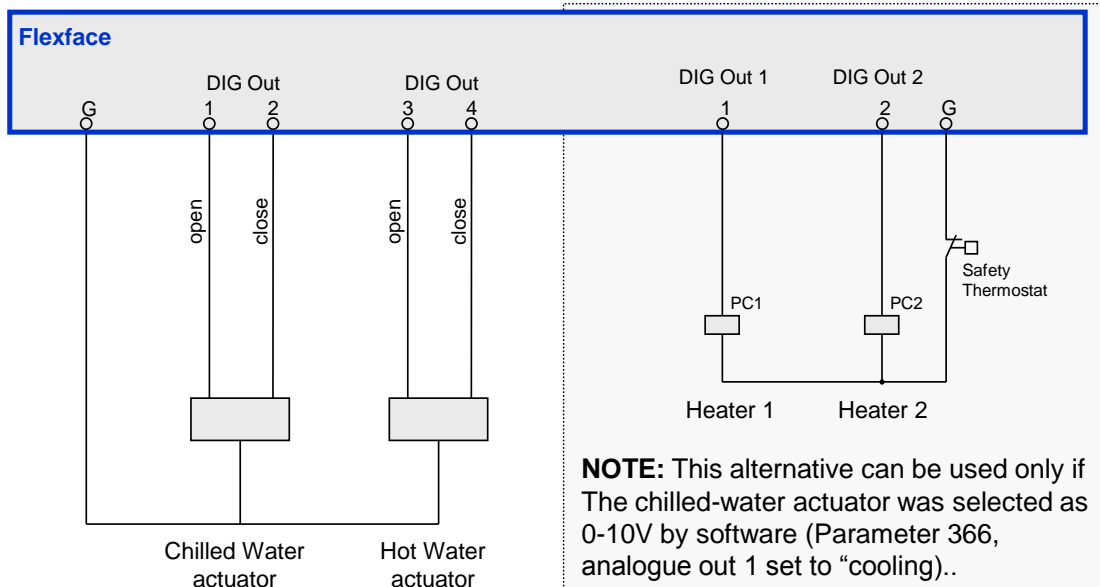 Flexface
DIG Out
DIG Out
DIG Out 1
DIG Out 2
G
1
2
3
4
1
2
G
open
close
open
close
Safety
Thermostat
PC1
PC2
Heater 1
Heater 2
NOTE: This alternative can be used only if
The chilled-water actuator was selected as
0-10V by software (Parameter 366,
analogue out 1 set to “cooling)..
Chilled Water
actuator
Hot Water
actuator